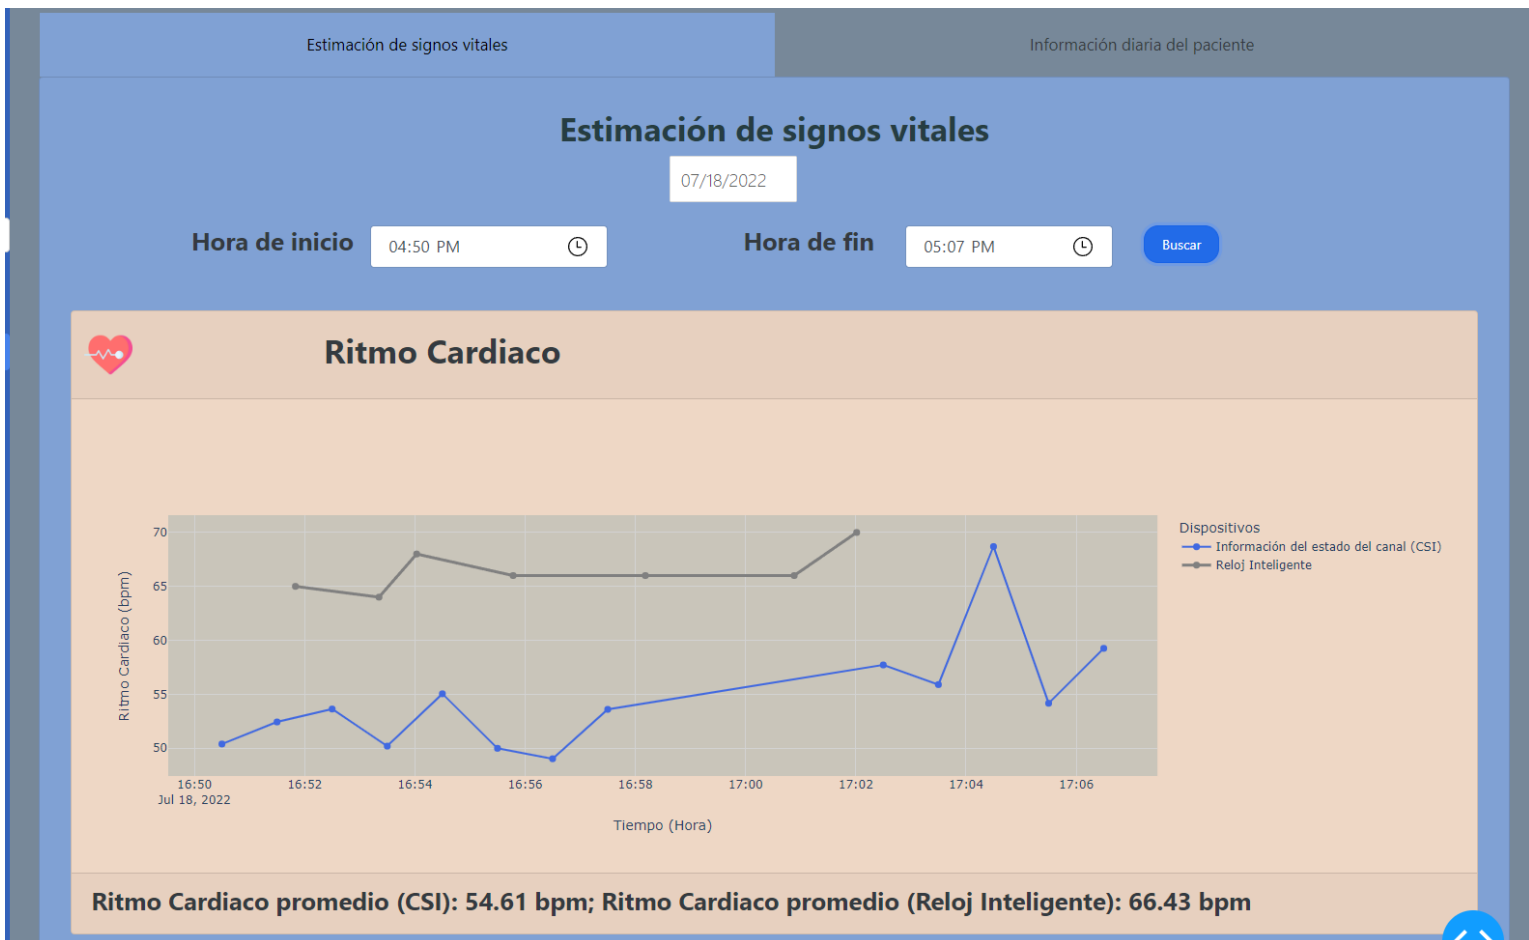 Estimación de signos vitales
Información diaria del paciente
Estimación de signos vitales
07/18/2022
Hora de inicio
04:50 PM
Hora de fin
05:07 PM
Buscar
Ritmo Cardiaco
70
65
60
55
50
Ritmo Cardiaco (bpm)
16:50
Jul 18, 2022
16:52
16:54
16:56
16:58
17:00
17:02
17:04
17:06
Tiempo (Hora)
Dispositivos
Información del estado del canal (CSI)
Reloj Inteligente
Ritmo Cardiaco promedio (CSI): 54.61 bpm; Ritmo Cardiaco promedio (Reloj Inteligente): 66.43 bpm